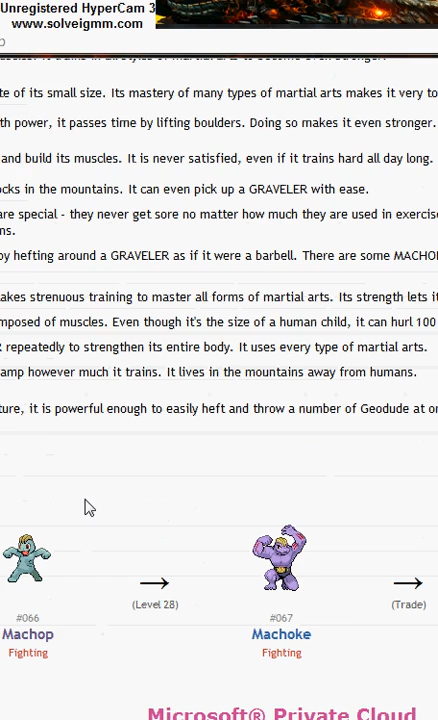 Unregistered HyperCam 3
www.solveigmm.com
te of its small size. Its mastery of many types of martial arts makes it very to
th power, it passes time by lifting boulders. Doing so makes it even stronger.
and build its muscles. It is never satisfied, even if it trains hard all day long.
ocks in the mountains. It can even pick up a GRAVELER with ease.
are special - they never get sore no matter how much they are used in exercise
ns.
oy hefting around a GRAVELER as if it were a barbell. There are some MACHOP
akes strenuous training to master all forms of martial arts. Its strength lets it
mposed of muscles. Even though it's the size of a human child, it can hurl 100
R repeatedly to strengthen its entire body. It uses every type of martial arts.
amp however much it trains. It lives in the mountains away from humans.
ture, it is powerful enough to easily heft and throw a number of Geodude at on
→ →
(Level 28) (Trade)
#066 #067
Machop Machoke
Fighting Fighting
Microsoft® Private Cloud